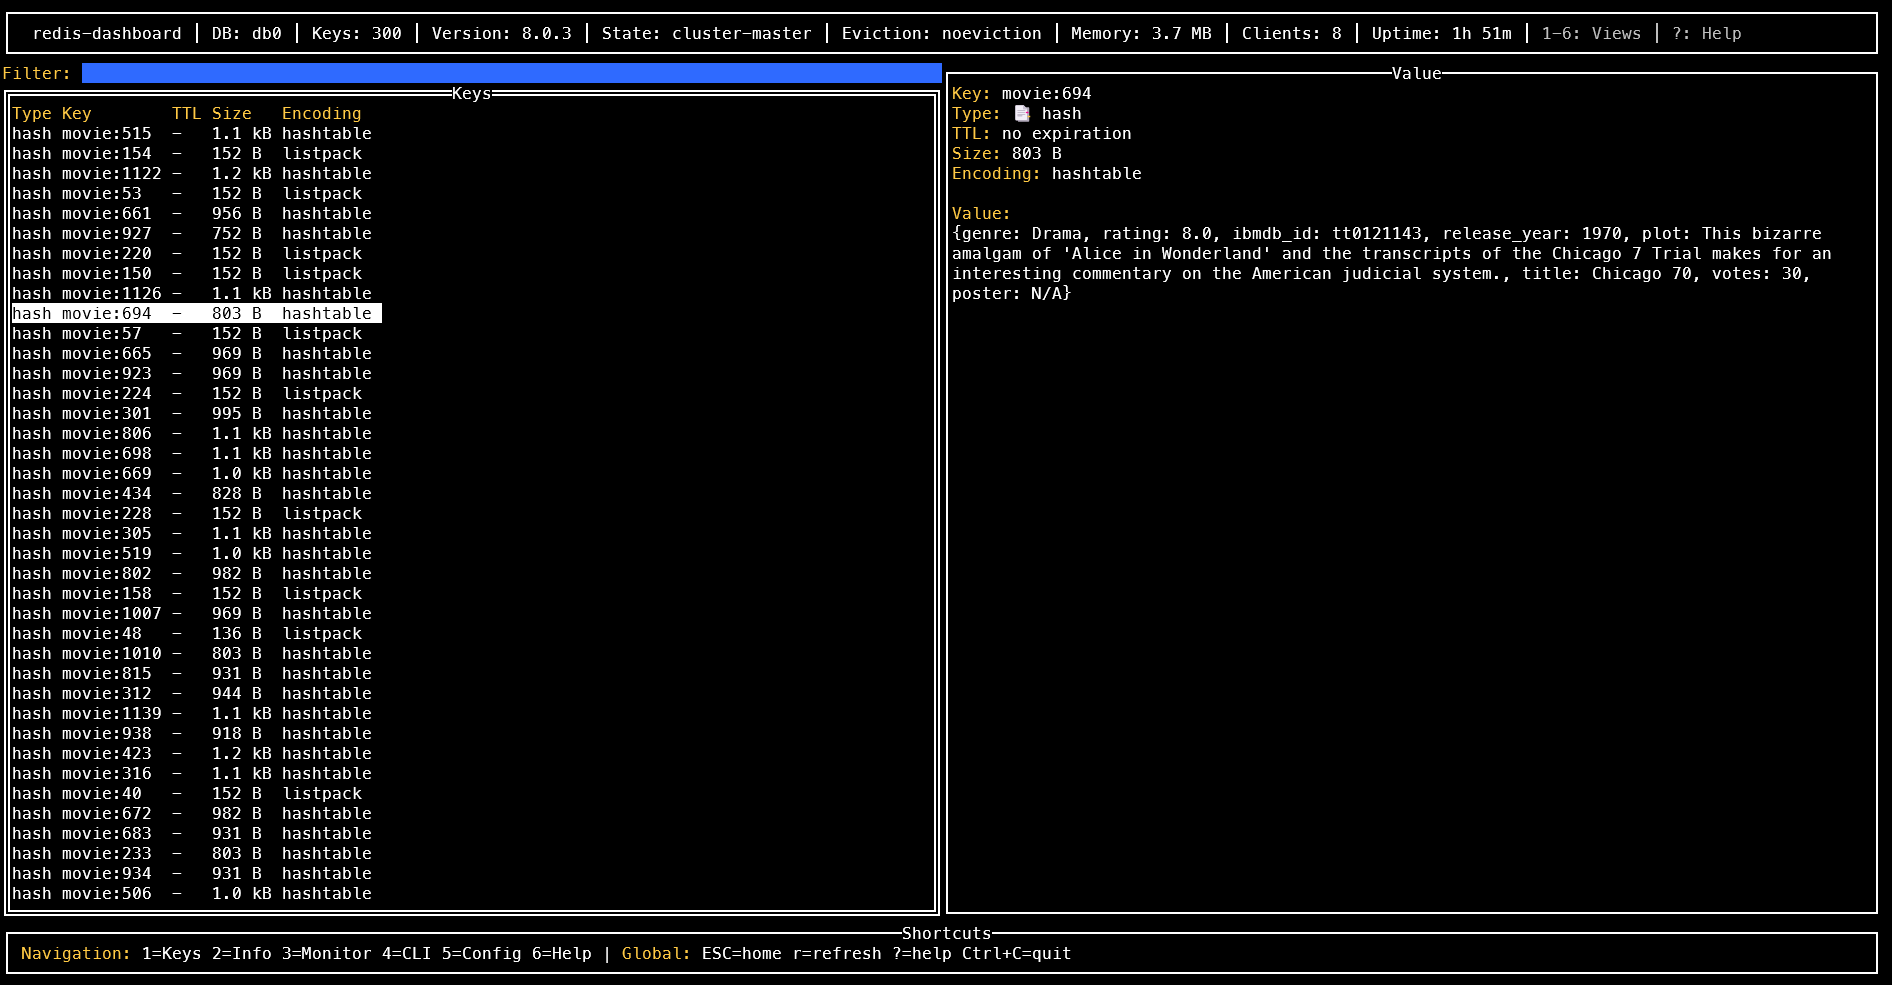 redis-dashboard │ DB: db0 │ Keys: 300 │ Version: 8.0.3 │ State: cluster-master │ Eviction: noeviction │ Memory: 3.7 MB │ Clients: 8 │ Uptime: 1h 51m │ 1-6: Views │ ?: Help
Filter:
Keys
Type Key TTL Size Encoding
hash movie:515 - 1.1 kB hashtable
hash movie:154 - 152 B listpack
hash movie:1122 - 1.2 kB hashtable
hash movie:53 - 152 B listpack
hash movie:661 - 956 B hashtable
hash movie:927 - 752 B hashtable
hash movie:220 - 152 B listpack
hash movie:150 - 152 B listpack
hash movie:1126 - 1.1 kB hashtable
hash movie:694 - 803 B hashtable
hash movie:57 - 152 B listpack
hash movie:665 - 969 B hashtable
hash movie:923 - 969 B hashtable
hash movie:224 - 152 B listpack
hash movie:301 - 995 B hashtable
hash movie:806 - 1.1 kB hashtable
hash movie:698 - 1.1 kB hashtable
hash movie:669 - 1.0 kB hashtable
hash movie:434 - 828 B hashtable
hash movie:228 - 152 B listpack
hash movie:305 - 1.1 kB hashtable
hash movie:519 - 1.0 kB hashtable
hash movie:802 - 982 B hashtable
hash movie:158 - 152 B listpack
hash movie:1007 - 969 B hashtable
hash movie:48 - 136 B listpack
hash movie:1010 - 803 B hashtable
hash movie:815 - 931 B hashtable
hash movie:312 - 944 B hashtable
hash movie:1139 - 1.1 kB hashtable
hash movie:938 - 918 B hashtable
hash movie:423 - 1.2 kB hashtable
hash movie:316 - 1.1 kB hashtable
hash movie:40 - 152 B listpack
hash movie:672 - 982 B hashtable
hash movie:683 - 931 B hashtable
hash movie:233 - 803 B hashtable
hash movie:934 - 931 B hashtable
hash movie:506 - 1.0 kB hashtable
Value
Key: movie:694
Type: 📑 hash
TTL: no expiration
Size: 803 B
Encoding: hashtable
Value:
{genre: Drama, rating: 8.0, ibmdb_id: tt0121143, release_year: 1970, plot: This bizarre
amalgam of 'Alice in Wonderland' and the transcripts of the Chicago 7 Trial makes for an
interesting commentary on the American judicial system., title: Chicago 70, votes: 30,
poster: N/A}
Shortcuts
Navigation: 1=Keys 2=Info 3=Monitor 4=CLI 5=Config 6=Help | Global: ESC=home r=refresh ?=help Ctrl+C=quit